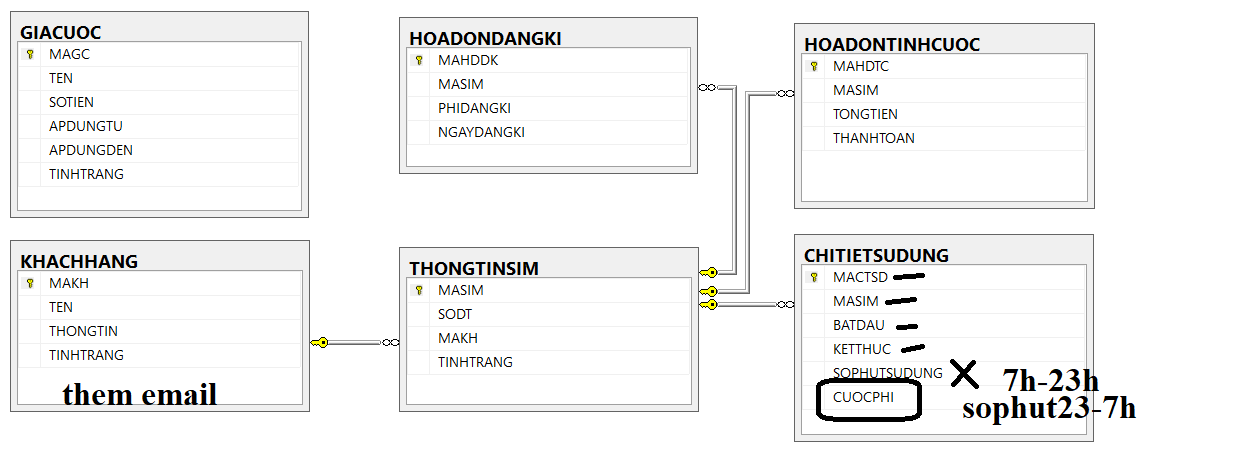 GIACUOC
MAGC
TEN
SOTIEN
APDUNGTU
APDUNGDEN
TINHTRANG
HOADONDANGKI
MAHDDK
MASIM
PHIDANGKI
NGAYDANGKI
HOADONTINHCUOC
MAHDTC
MASIM
TONGTIEN
THANHTOAN
KHACHHANG
MAKH
TEN
THONGTIN
TINHTRANG
them email
THONGTINSIM
MASIM
SODT
MAKH
TINHTRANG
CHITIETSUDUNG
MACTSD
MASIM
BATDAU
KETTHUC
SOPHUTSUDUNG
CUOCPHI
7h-23h
sophut23-7h